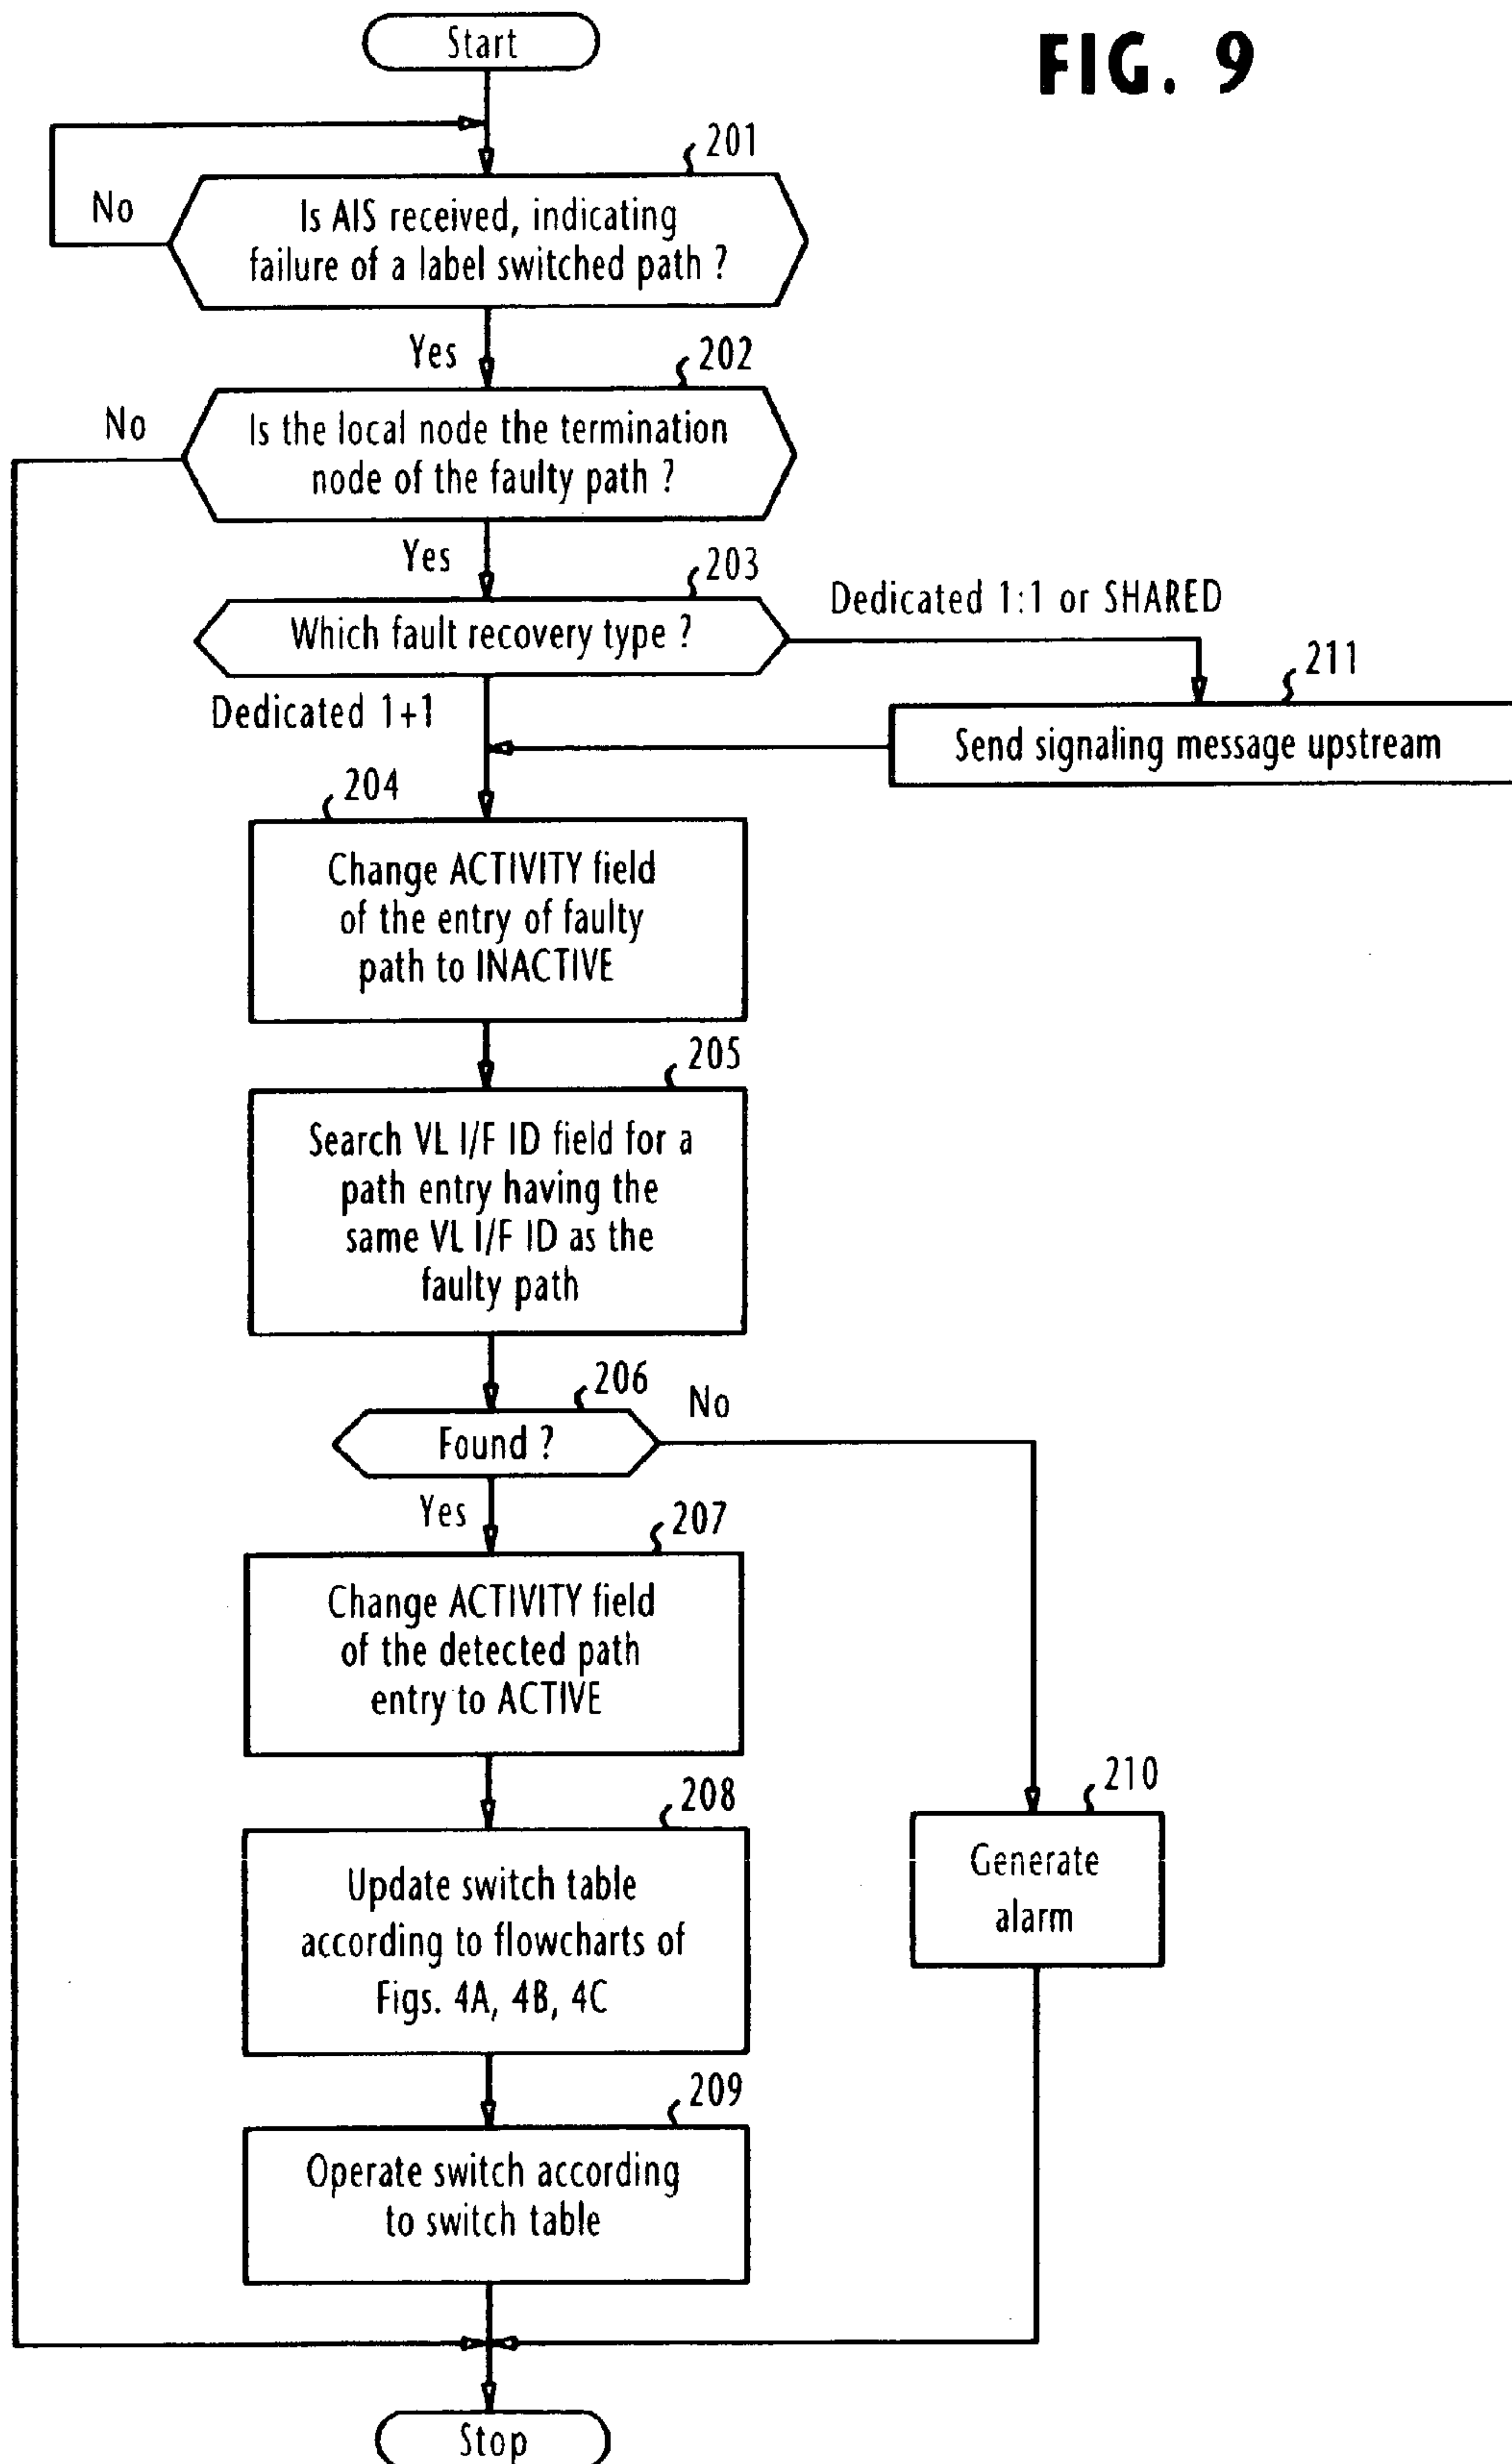 FIG. 9
Start
201
No
Is AIS received, indicating
failure of a label switched path ?
Yes
202
No
Is the local node the termination
node of the faulty path ?
Yes
203
Which fault recovery type ?
Dedicated 1:1 or SHARED
211
Send signaling message upstream
Dedicated 1+1
204
Change ACTIVITY field
of the entry of faulty
path to INACTIVE
205
Search VL I/F ID field for a
path entry having the
same VL I/F ID as the
faulty path
206
Found ?
No
Yes
207
Change ACTIVITY field
of the detected path
entry to ACTIVE
208
Update switch table
according to flowcharts of
Figs. 4A, 4B, 4C
210
Generate
alarm
209
Operate switch according
to switch table
Stop